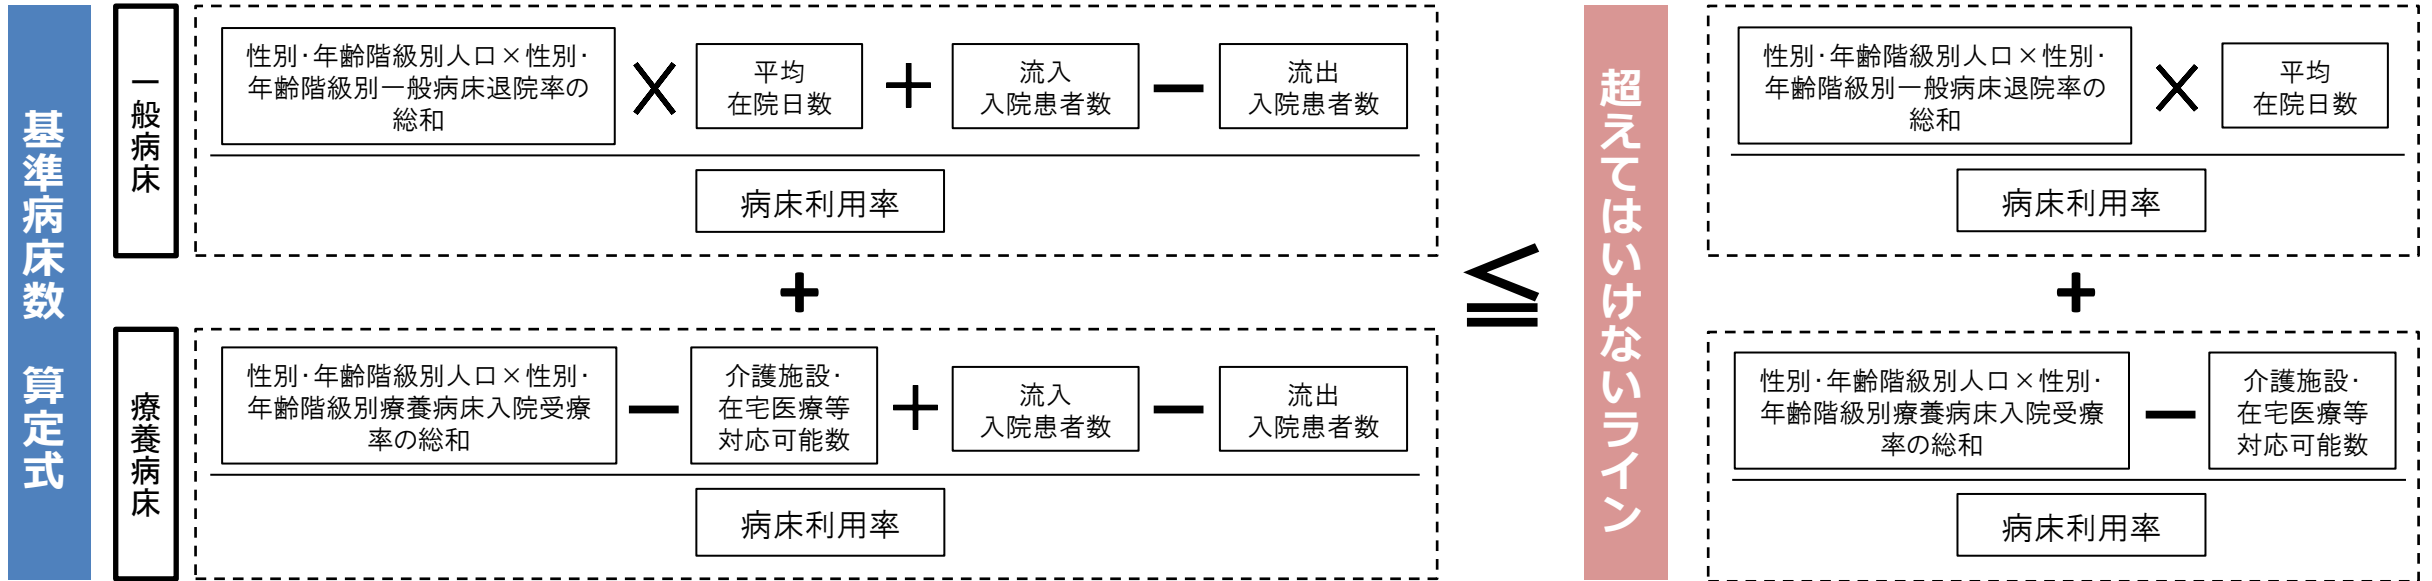 基準病床数 算定式
一般病床
性別・年齢階級別人口×性別・
年齢階級別一般病床退院率の
総和
×
平均
在院日数
＋
流入
入院患者数
－
流出
入院患者数
病床利用率
＋
療養病床
性別・年齢階級別人口×性別・
年齢階級別療養病床入院受療
率の総和
－
介護施設・
在宅医療等
対応可能数
＋
流入
入院患者数
－
流出
入院患者数
病床利用率
≦
超えてはいけないライン
性別・年齢階級別人口×性別・
年齢階級別一般病床退院率の
総和
×
平均
在院日数
病床利用率
＋
性別・年齢階級別人口×性別・
年齢階級別療養病床入院受療
率の総和
－
介護施設・
在宅医療等
対応可能数
病床利用率